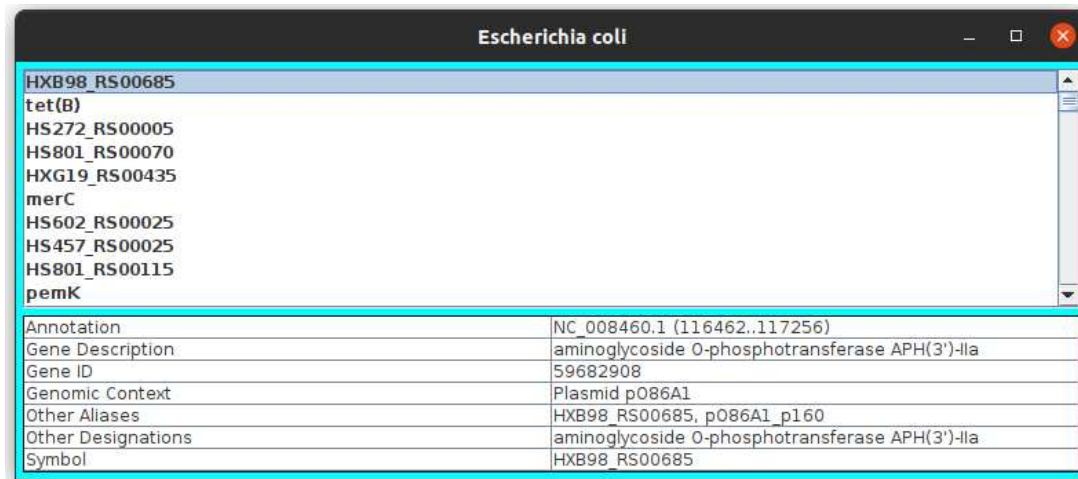 Escherichia coli
HXB98_RS00685
tet(B)
HS272_RS00005
HS801_RS00070
HXG19_RS00435
merC
HS602_RS00025
HS457_RS00025
HS801_RS00115
pemK
Annotation NC_008460.1 (116462..117256)
Gene Description aminoglycoside O-phosphotransferase APH(3')-IIa
Gene ID 59682908
Genomic Context Plasmid pO86A1
Other Aliases HXB98_RS00685, pO86A1_p160
Other Designations aminoglycoside O-phosphotransferase APH(3')-IIa
Symbol HXB98_RS00685